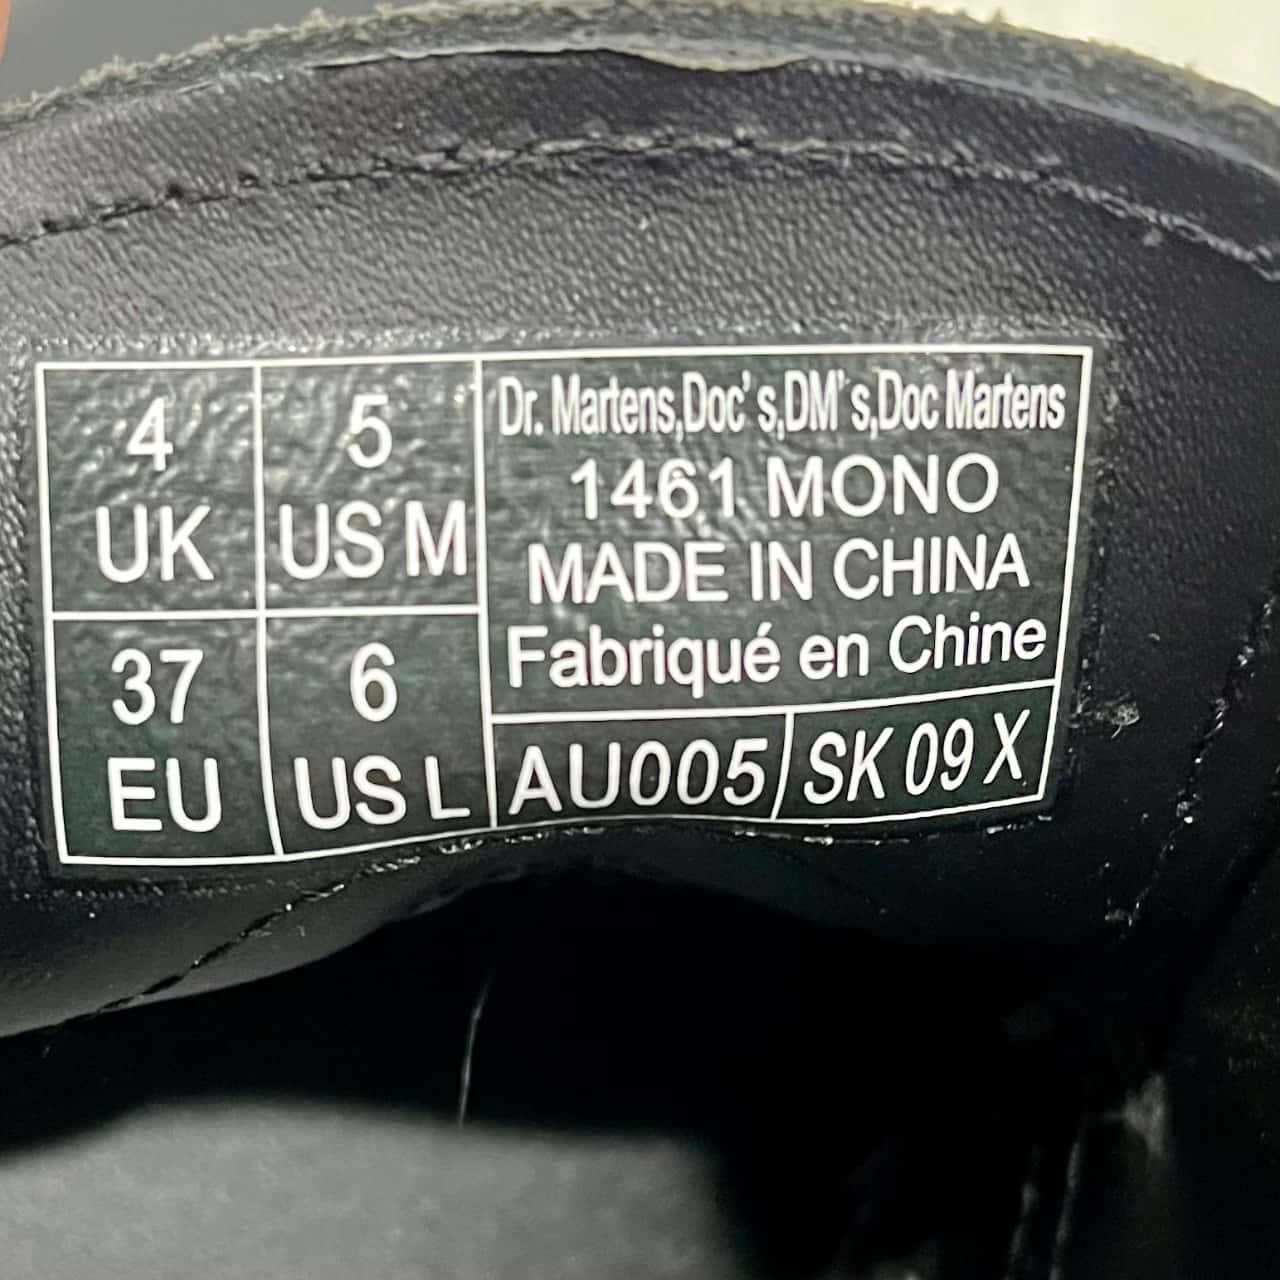 4
UK
5
US M
37
EU
6
US L
Dr. Martens,Doc's,DM's,Doc Martens
1461 MONO
MADE IN CHINA
Fabriqué en Chine
AU005
SK 09 X